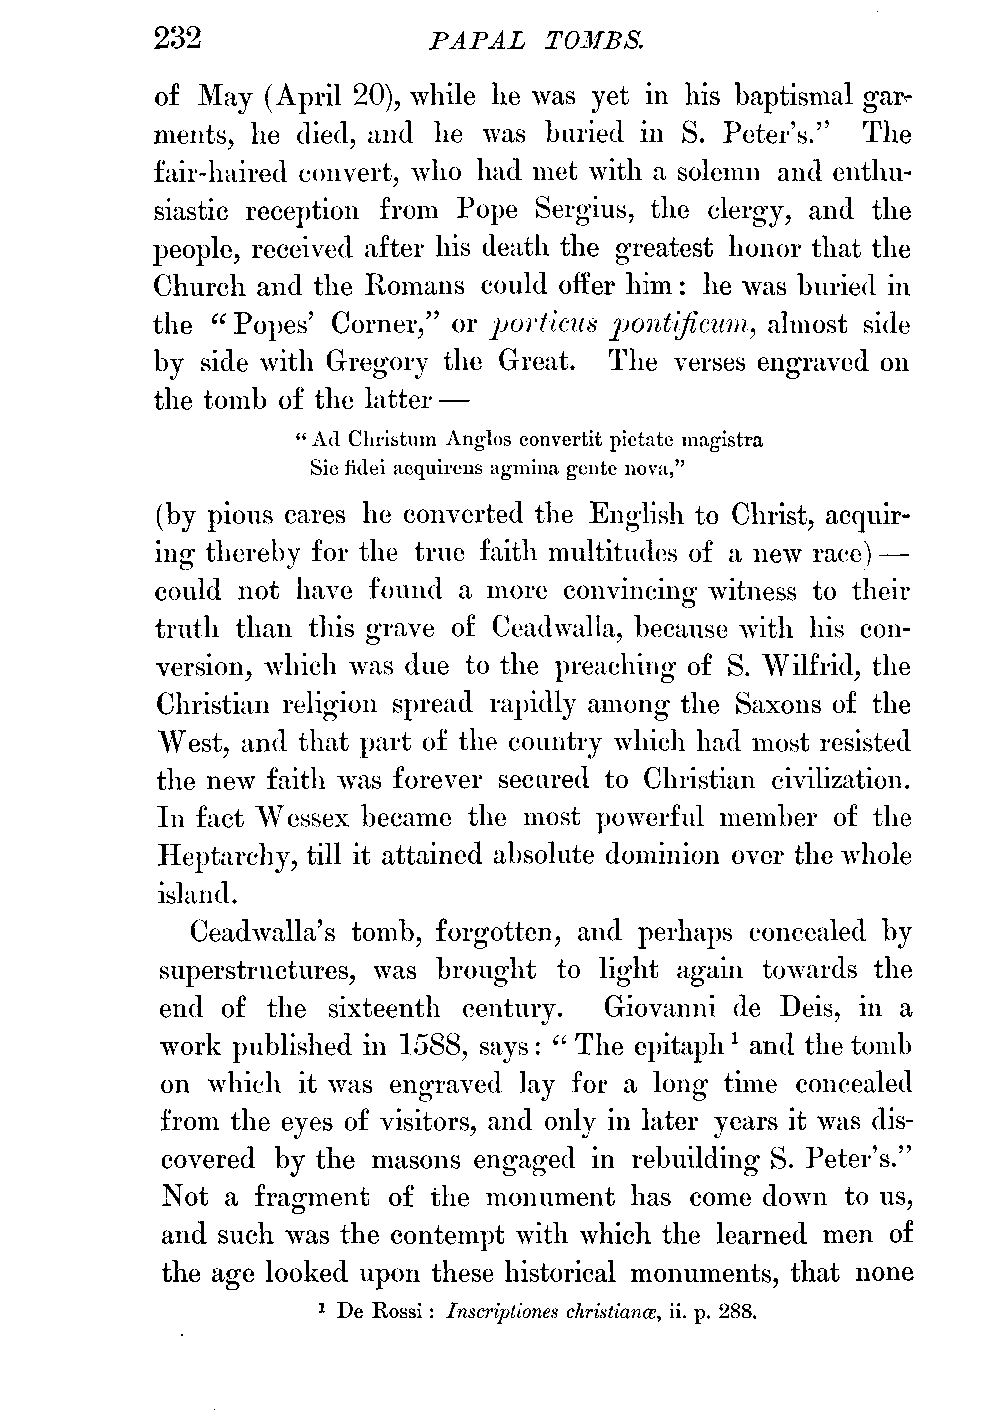 232 PAPAL TOMBS.
of May (April 20), while he was yet in his baptismal gar-
ments, he died, and he was buried in S. Peter's." The
fair-haired convert, who had met with a solemn and enthu-
siastic reception from Pope Sergius, the clergy, and the
people, received after his death the greatest honor that the
Church and the Romans could offer him: he was buried in
the "Popes' Corner," or porticus pontificum, almost side
by side with Gregory the Great. The verses engraved on
the tomb of the latter —
"Ad Christum Anglos convertit pietate magistra
Sic fidei acquirens agmina gente nova,"
(by pious cares he converted the English to Christ, acquir-
ing thereby for the true faith multitudes of a new race) —
could not have found a more convincing witness to their
truth than this grave of Ceadwalla, because with his con-
version, which was due to the preaching of S. Wilfrid, the
Christian religion spread rapidly among the Saxons of the
West, and that part of the country which had most resisted
the new faith was forever secured to Christian civilization.
In fact Wessex became the most powerful member of the
Heptarchy, till it attained absolute dominion over the whole
island.
Ceadwalla's tomb, forgotten, and perhaps concealed by
superstructures, was brought to light again towards the
end of the sixteenth century. Giovanni de Deis, in a
work published in 1588, says: "The epitaph¹ and the tomb
on which it was engraved lay for a long time concealed
from the eyes of visitors, and only in later years it was dis-
covered by the masons engaged in rebuilding S. Peter's."
Not a fragment of the monument has come down to us,
and such was the contempt with which the learned men of
the age looked upon these historical monuments, that none
¹ De Rossi: Inscriptiones christianæ, ii. p. 288.